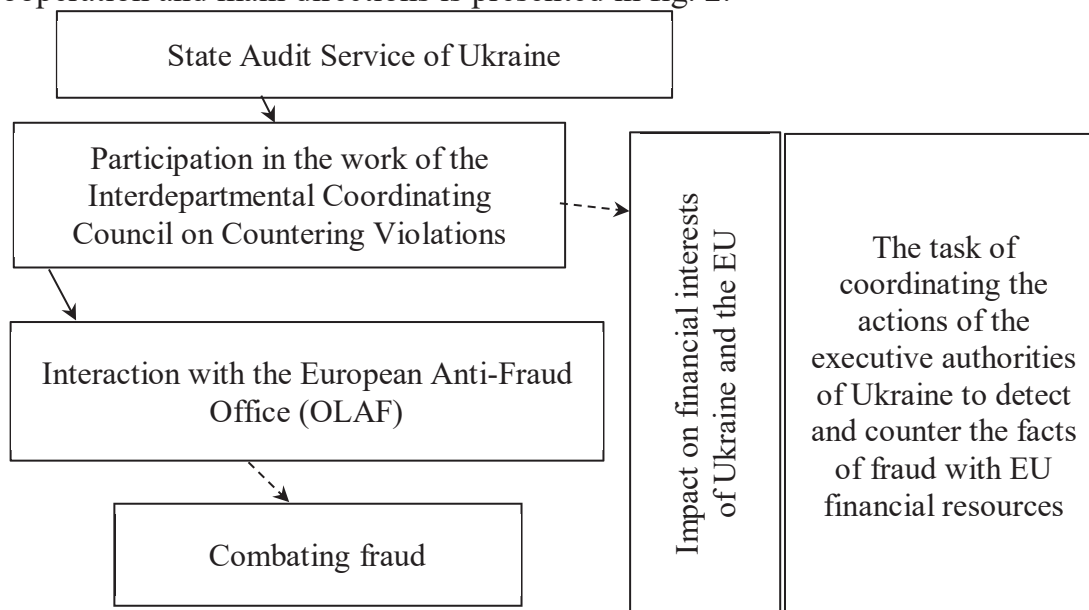 ooperation and main directions is presented in fig. 2.
State Audit Service of Ukraine
Participation in the work of the
Interdepartmental Coordinating
Council on Countering Violations
Interaction with the European Anti-Fraud
Office (OLAF)
Combating fraud
Impact on financial interests
of Ukraine and the EU
The task of
coordinating the
actions of the
executive authorities
of Ukraine to detect
and counter the facts
of fraud with EU
financial resources